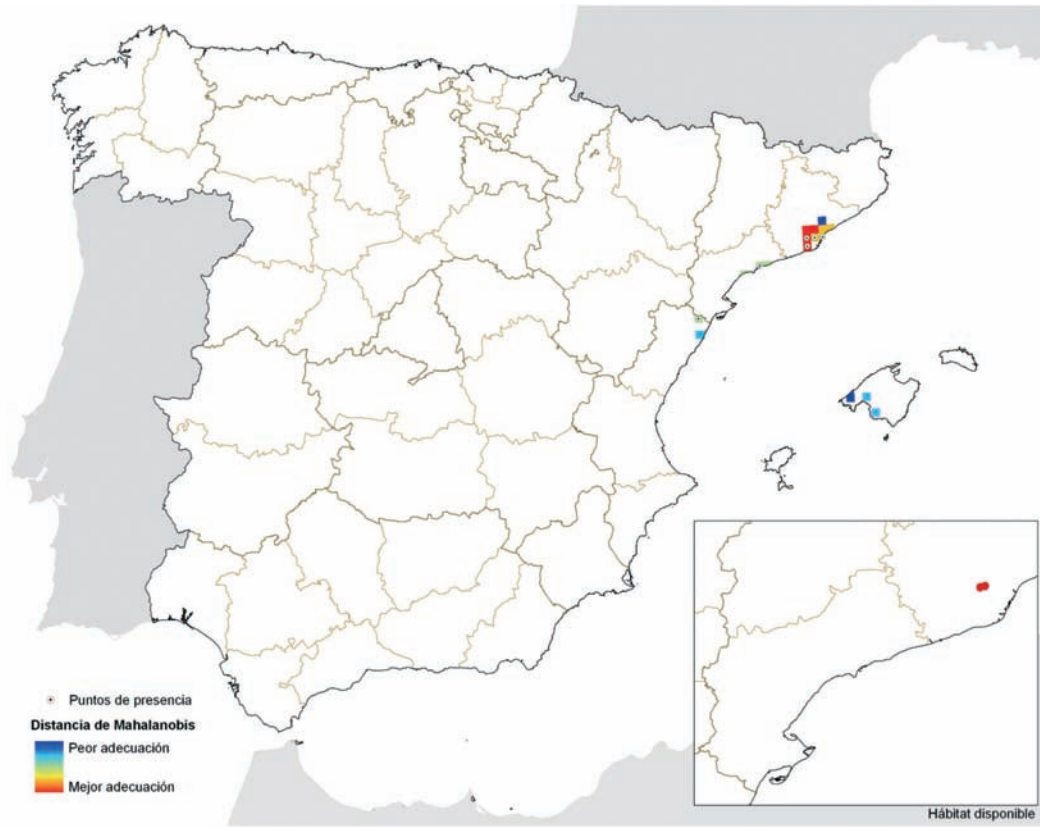 Puntos de presencia
Distancia de Mahalanobis
Peor adecuación
Mejor adecuación
Hábitat disponible